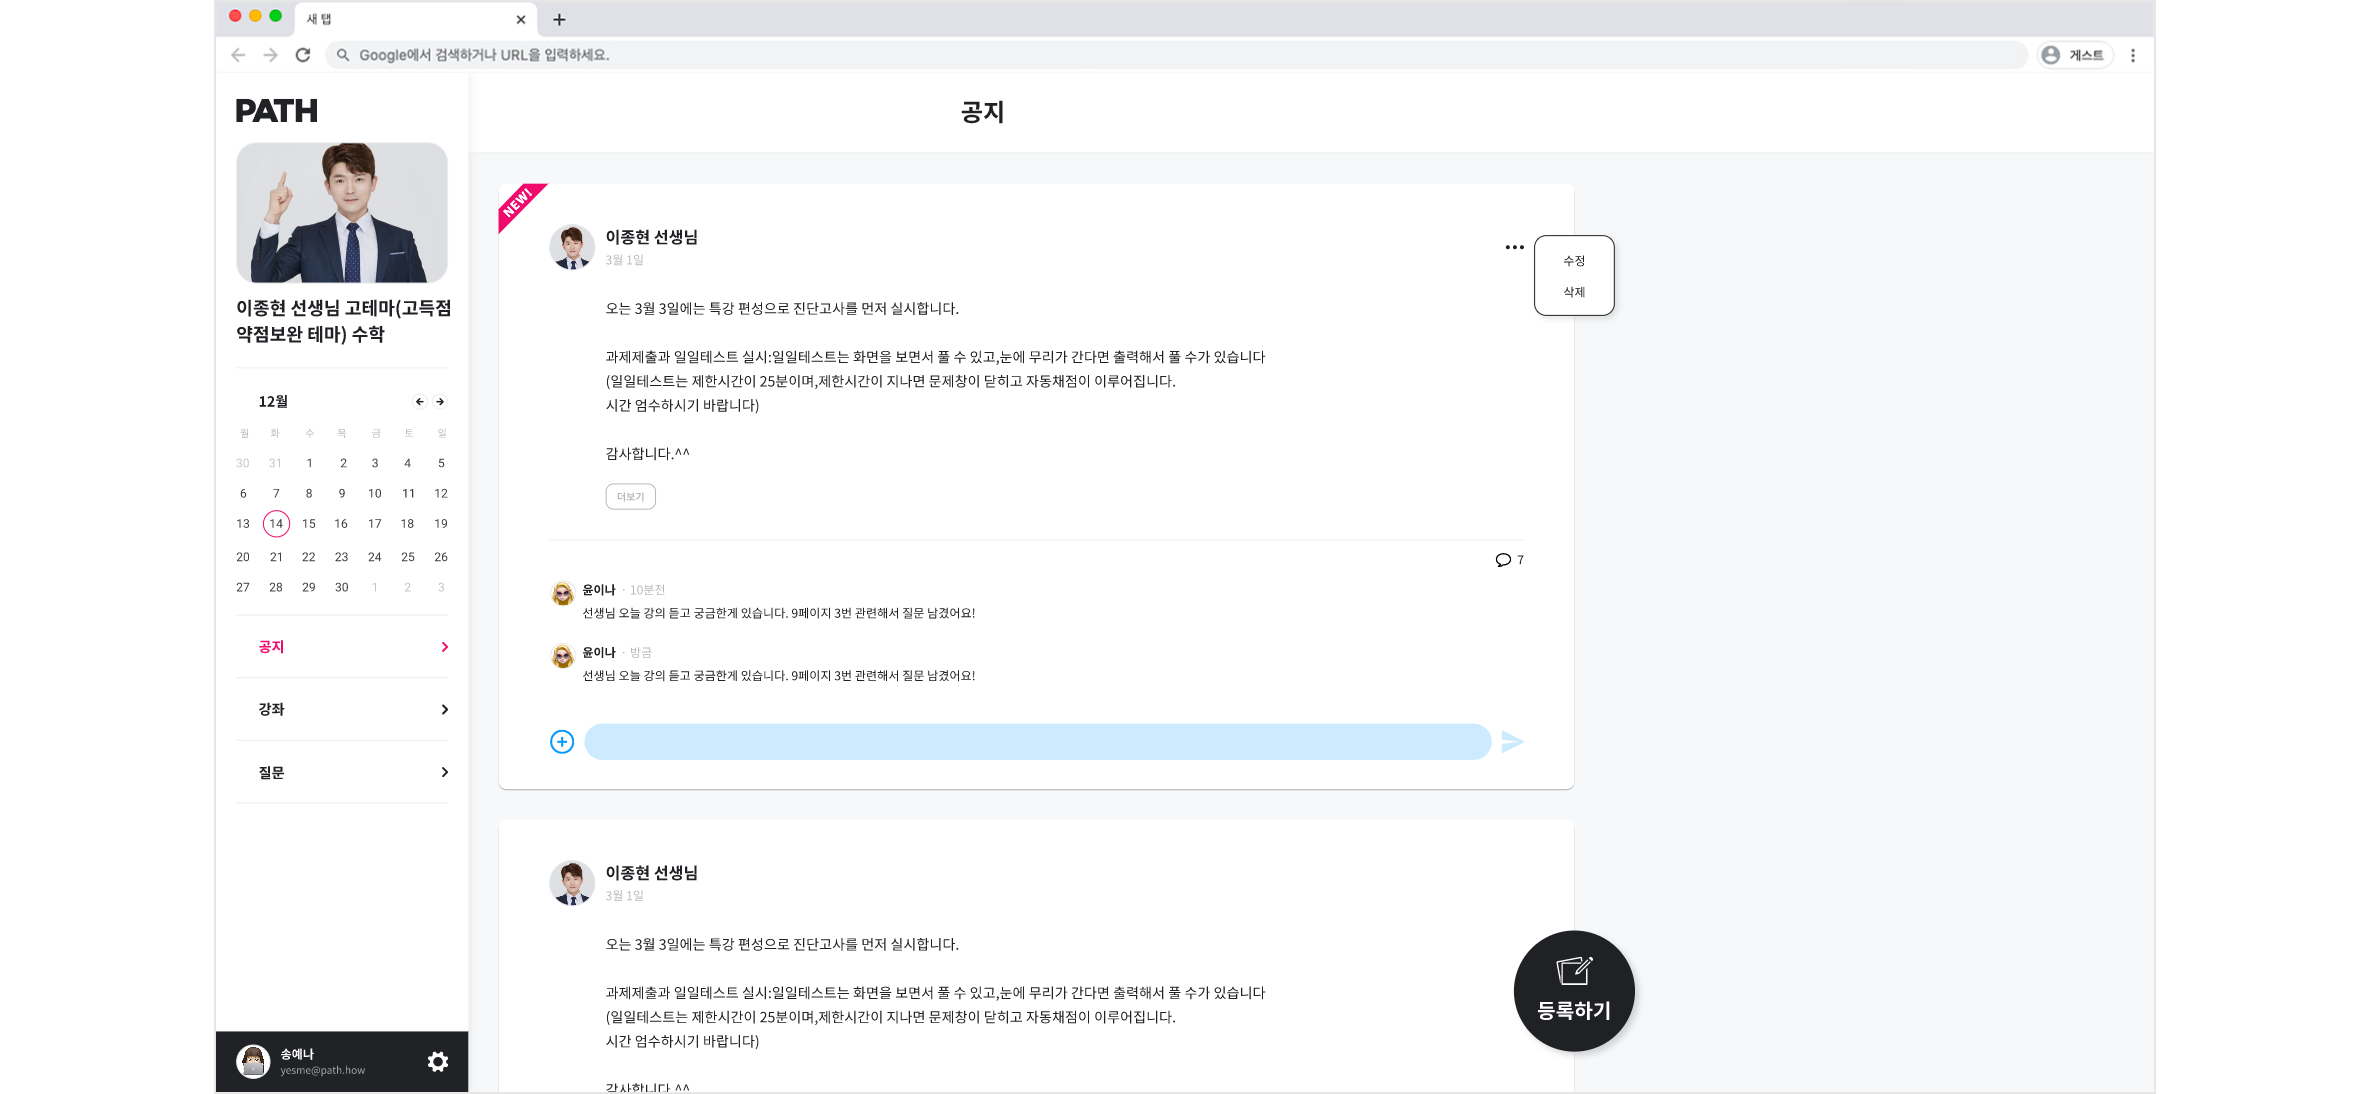 새 탭
Google에서 검색하거나 URL을 입력하세요.
게스트
PATH
이종현 선생님 고테마(고득점
약점보완 테마) 수학
12월
월 화 수 목 금 토 일
30 31 1 2 3 4 5
6 7 8 9 10 11 12
13 14 15 16 17 18 19
20 21 22 23 24 25 26
27 28 29 30 1 2 3
공지
강좌
질문
송예나
yesme@path.how
공지
NEW!
이종현 선생님
3월 1일
수정
삭제
오는 3월 3일에는 특강 편성으로 진단고사를 먼저 실시합니다.
과제제출과 일일테스트 실시:일일테스트는 화면을 보면서 풀 수 있고,눈에 무리가 간다면 출력해서 풀 수가 있습니다
(일일테스트는 제한시간이 25분이며,제한시간이 지나면 문제창이 닫히고 자동채점이 이루어집니다.
시간 엄수하시기 바랍니다)
감사합니다.^^
더보기
7
윤이나 · 10분전
선생님 오늘 강의 듣고 궁금한게 있습니다. 9페이지 3번 관련해서 질문 남겼어요!
윤이나 · 방금
선생님 오늘 강의 듣고 궁금한게 있습니다. 9페이지 3번 관련해서 질문 남겼어요!
이종현 선생님
3월 1일
오는 3월 3일에는 특강 편성으로 진단고사를 먼저 실시합니다.
과제제출과 일일테스트 실시:일일테스트는 화면을 보면서 풀 수 있고,눈에 무리가 간다면 출력해서 풀 수가 있습니다
(일일테스트는 제한시간이 25분이며,제한시간이 지나면 문제창이 닫히고 자동채점이 이루어집니다.
시간 엄수하시기 바랍니다)
감사합니다.^^
등록하기